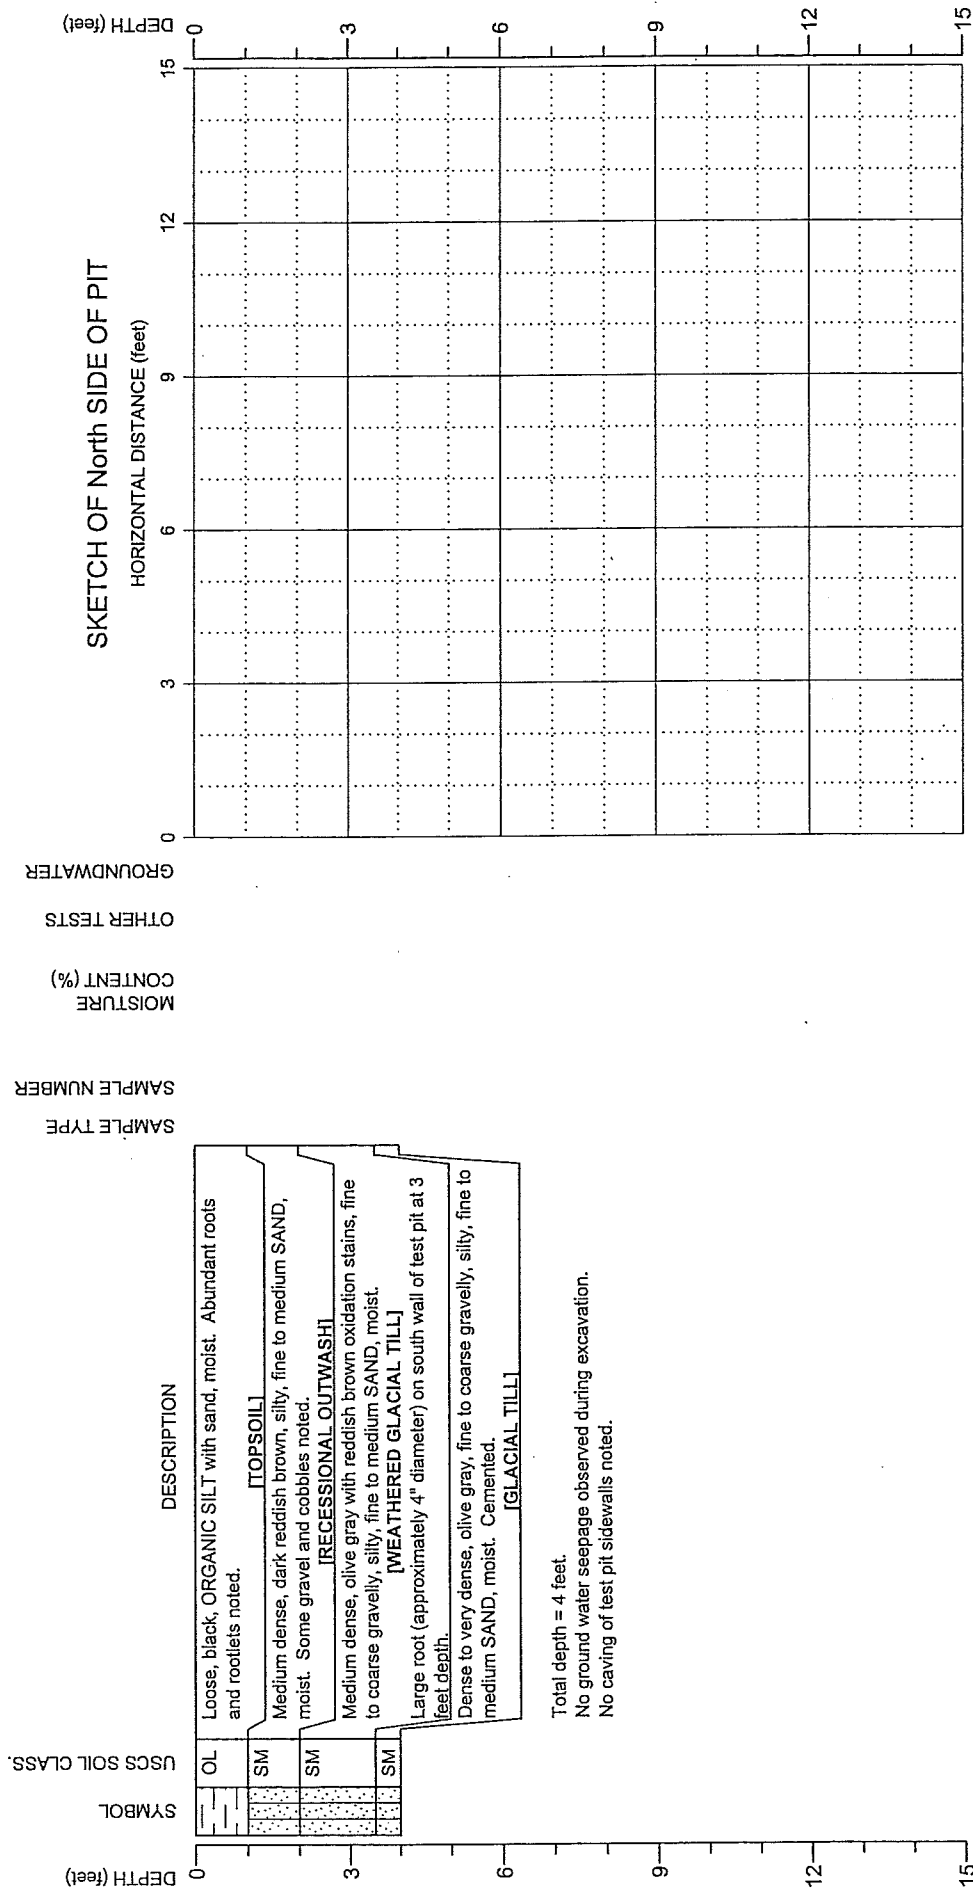 DEPTH (feet)
SYMBOL
USCS SOIL CLASS.
DESCRIPTION
SAMPLE TYPE
SAMPLE NUMBER
MOISTURE
CONTENT (%)
OTHER TESTS
GROUNDWATER
SKETCH OF North SIDE OF PIT
HORIZONTAL DISTANCE (feet)
DEPTH (feet)
0 3 6 9 12 15
0
3
6
9
12
15
OL
Loose, black, ORGANIC SILT with sand, moist. Abundant roots
and rootlets noted.
[TOPSOIL]
SM
Medium dense, dark reddish brown, silty, fine to medium SAND,
moist. Some gravel and cobbles noted.
[RECESSIONAL OUTWASH]
SM
Medium dense, olive gray with reddish brown oxidation stains, fine
to coarse gravelly, silty, fine to medium SAND, moist.
[WEATHERED GLACIAL TILL]
Large root (approximately 4" diameter) on south wall of test pit at 3
feet depth.
SM
Dense to very dense, olive gray, fine to coarse gravelly, silty, fine to
medium SAND, moist. Cemented.
[GLACIAL TILL]
Total depth = 4 feet.
No ground water seepage observed during excavation.
No caving of test pit sidewalls noted.
0
3
6
9
12
15